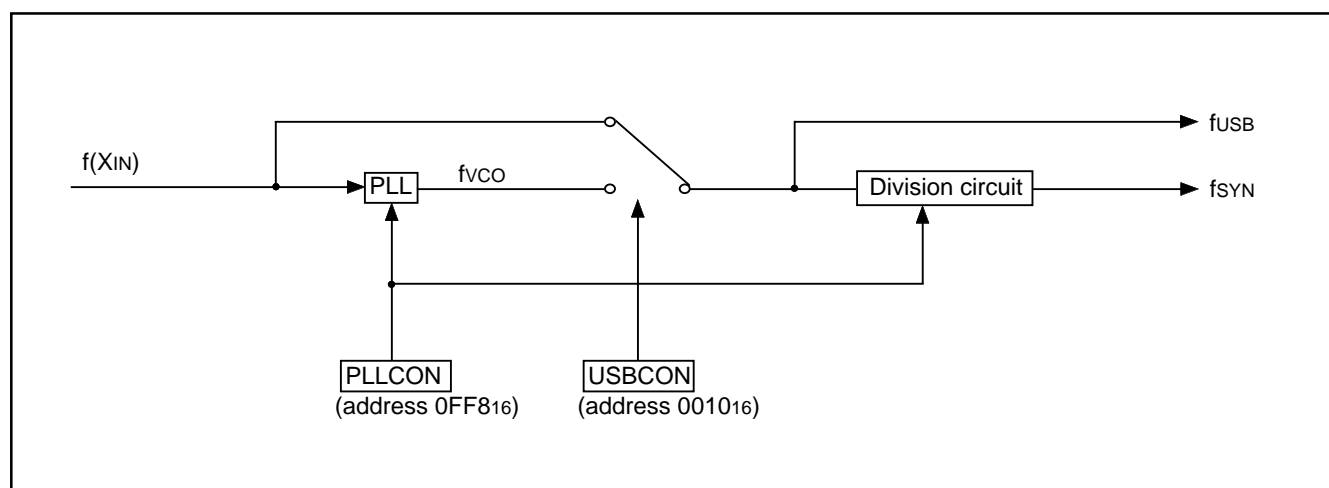 fUSB
f(XIN)
PLL
fVCO
Division circuit
fSYN
PLLCON
(address 0FF816)
USBCON
(address 001016)